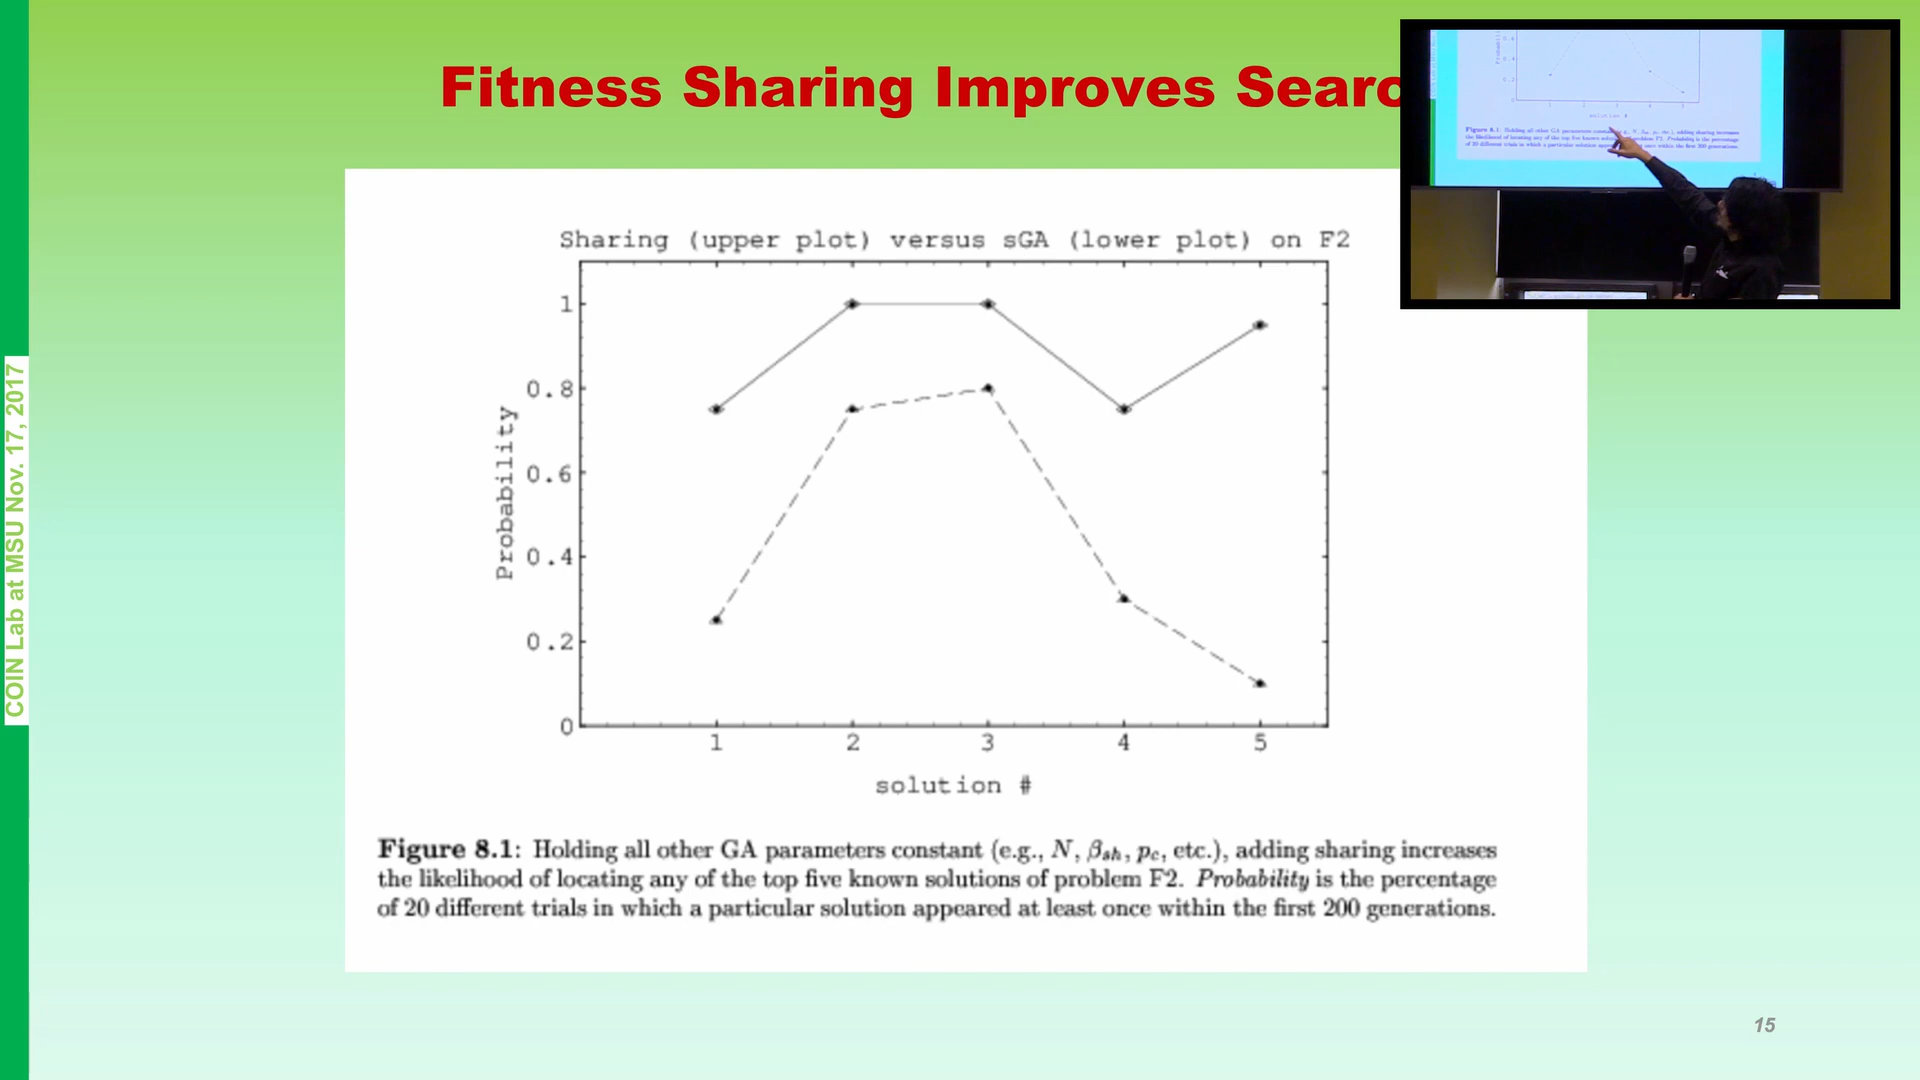 Fitness Sharing Improves Searc
Sharing (upper plot) versus sGA (lower plot) on F2
1
0.8
0.6
0.4
0.2
0
Probability
1 2 3 4 5
solution #
Figure 8.1: Holding all other GA parameters constant (e.g., N, βsh, pc, etc.), adding sharing increases
the likelihood of locating any of the top five known solutions of problem F2. Probability is the percentage
of 20 different trials in which a particular solution appeared at least once within the first 200 generations.
COIN Lab at MSU Nov. 17, 2017
15